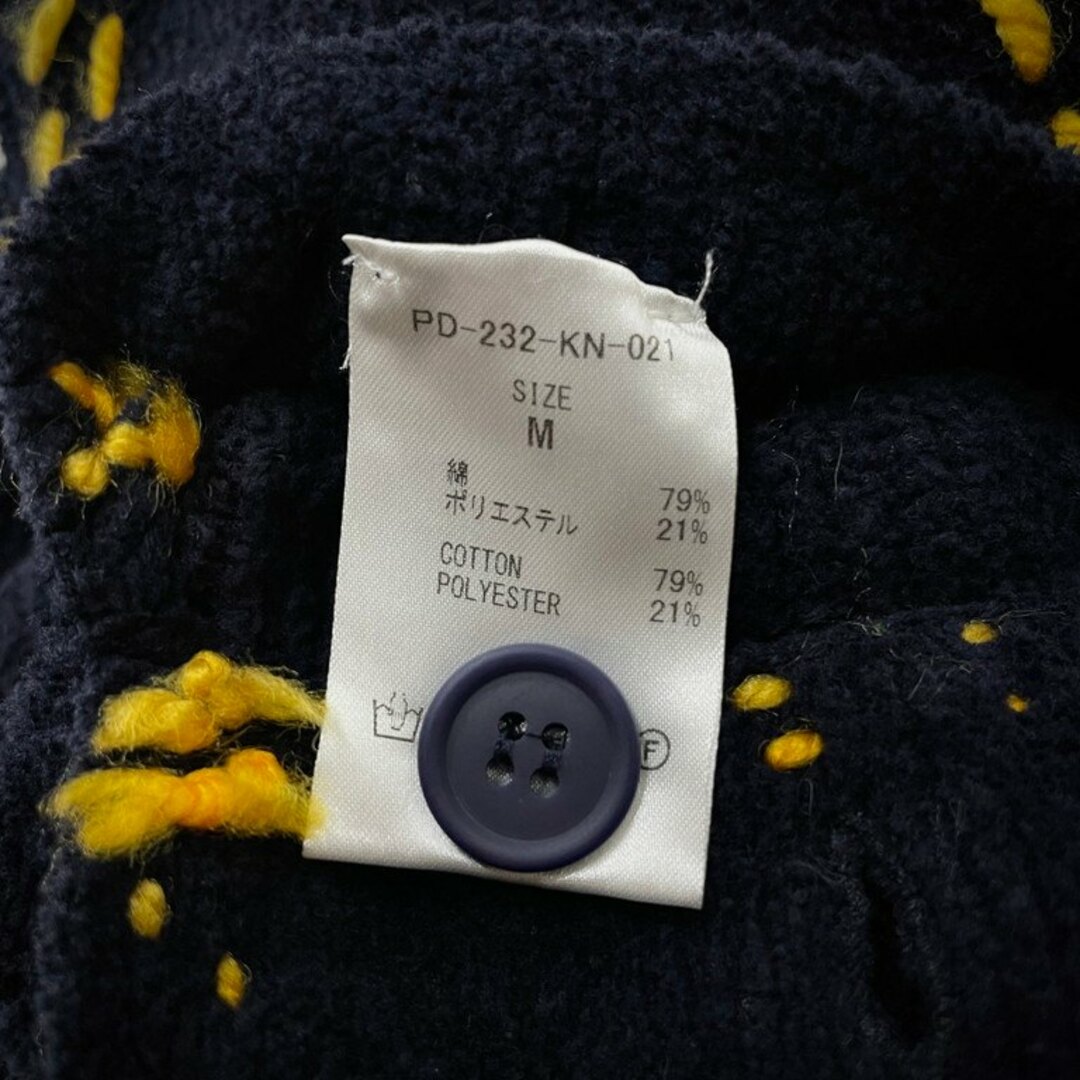 PD-232-KN-021
SIZE
M
綿 79%
ポリエステル 21%
COTTON 79%
POLYESTER 21%
F